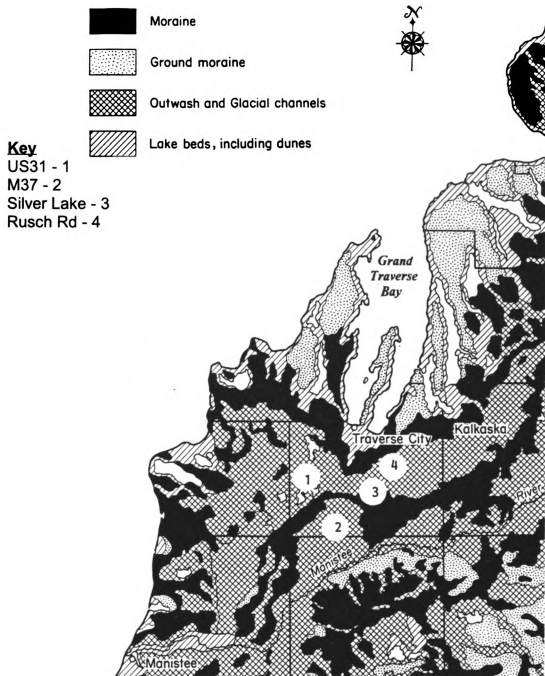 N
Moraine
Ground moraine
Outwash and Glacial channels
Lake beds, including dunes
Key
US31 - 1
M37 - 2
Silver Lake - 3
Rusch Rd - 4
Grand
Traverse
Bay
Traverse City
Kalkaska
1
4
3
2
River
Manistee
Manistee